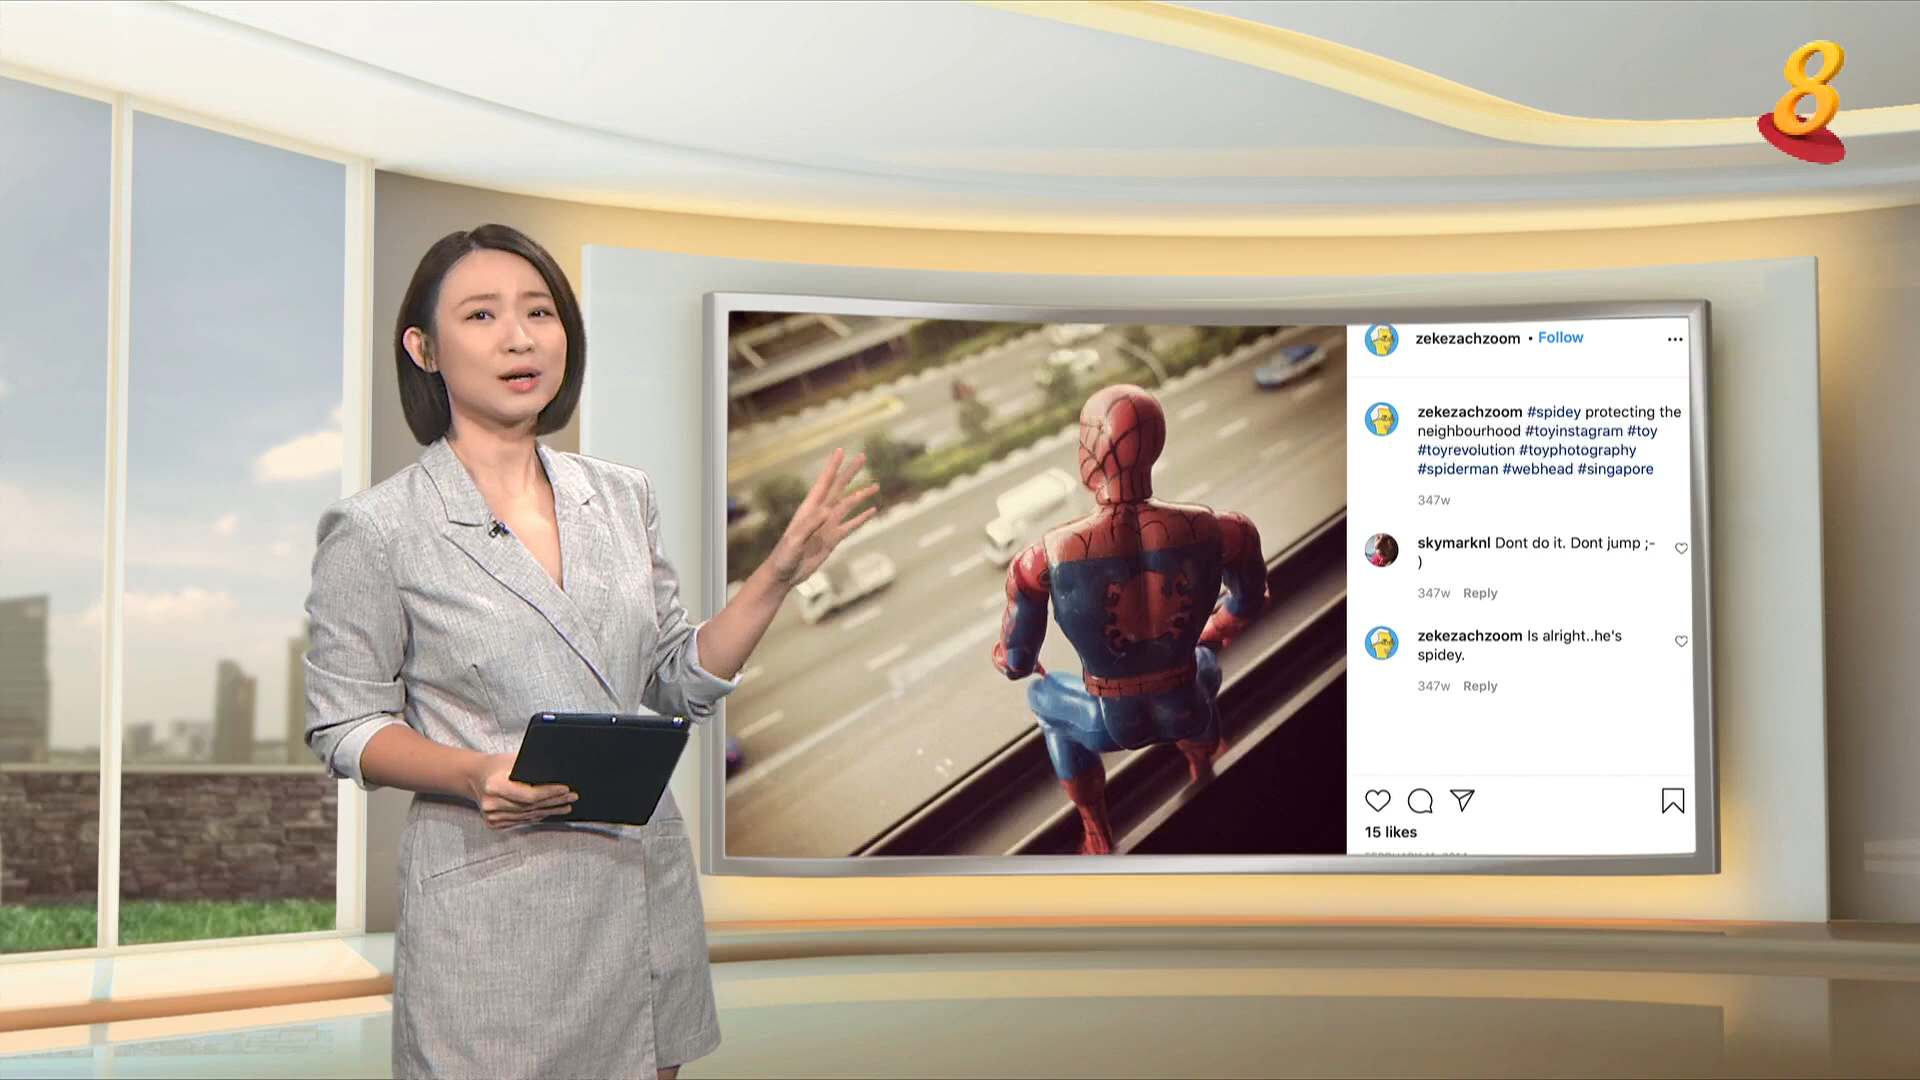 8
zekezachzoom • Follow
zekezachzoom #spidey protecting the
neighbourhood #toyinstagram #toy
#toyrevolution #toyphotography
#spiderman #webhead #singapore
347w
skymarknl Dont do it. Dont jump ;-
)
347w Reply
zekezachzoom Is alright..he's
spidey.
347w Reply
15 likes